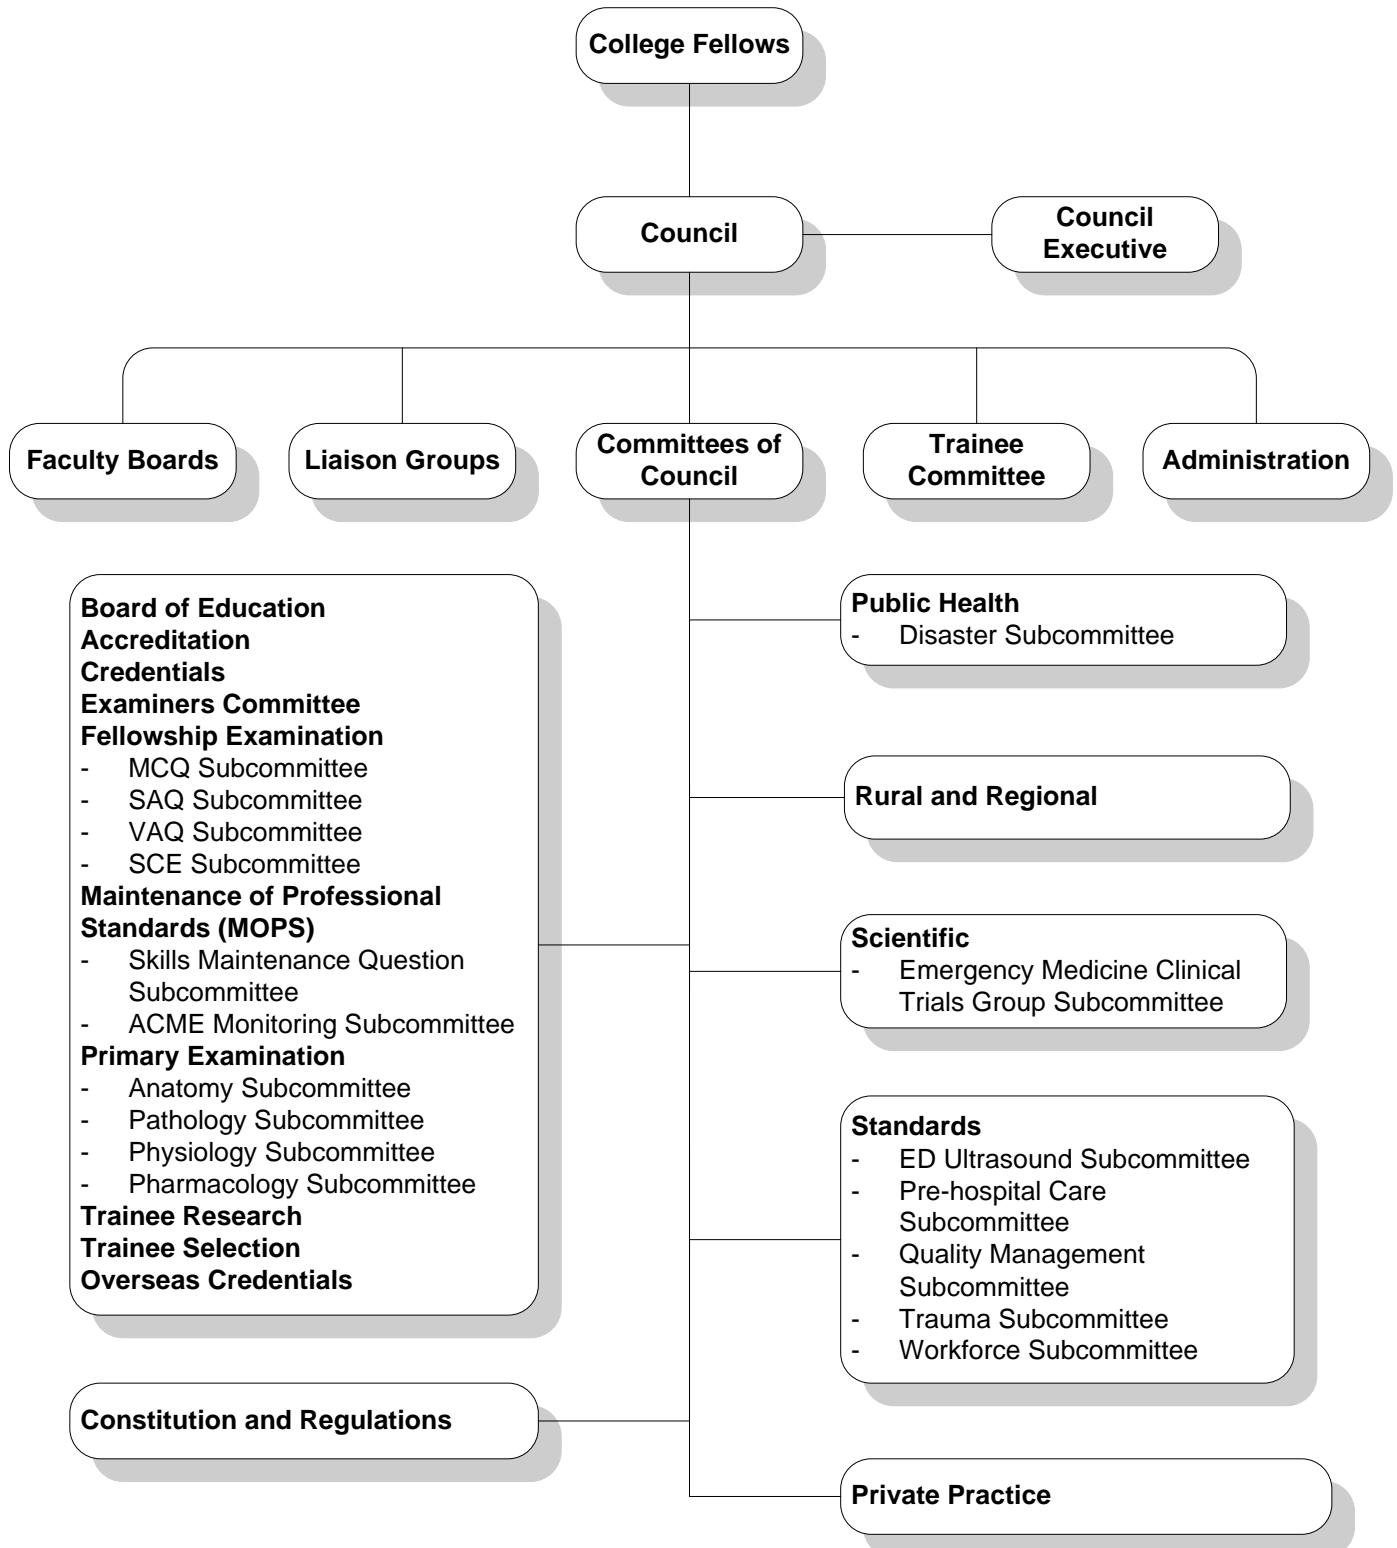 College Fellows
Council
Council
Executive
Faculty Boards
Liaison Groups
Committees of
Council
Trainee
Committee
Administration
Board of Education
Accreditation
Credentials
Examiners Committee
Fellowship Examination
- MCQ Subcommittee
- SAQ Subcommittee
- VAQ Subcommittee
- SCE Subcommittee
Maintenance of Professional
Standards (MOPS)
- Skills Maintenance Question
Subcommittee
- ACME Monitoring Subcommittee
Primary Examination
- Anatomy Subcommittee
- Pathology Subcommittee
- Physiology Subcommittee
- Pharmacology Subcommittee
Trainee Research
Trainee Selection
Overseas Credentials
Constitution and Regulations
Public Health
- Disaster Subcommittee
Rural and Regional
Scientific
- Emergency Medicine Clinical
Trials Group Subcommittee
Standards
- ED Ultrasound Subcommittee
- Pre-hospital Care
Subcommittee
- Quality Management
Subcommittee
- Trauma Subcommittee
- Workforce Subcommittee
Private Practice